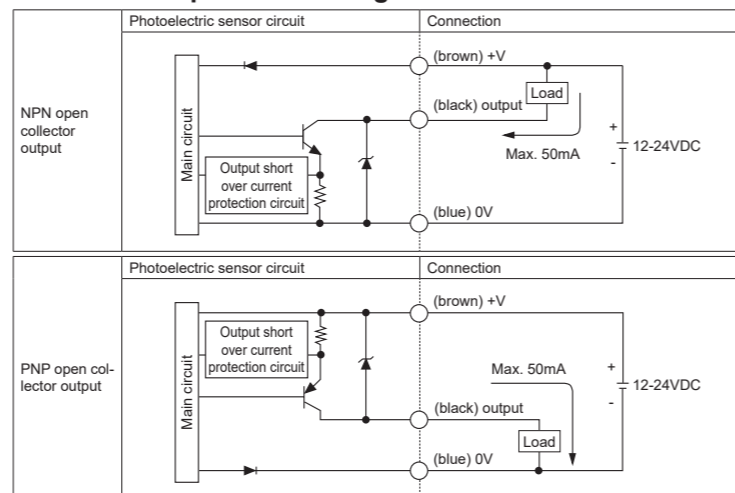 Photoelectric sensor circuit
Connection
NPN open
collector
output
Main circuit
Output short
over current
protection circuit
(brown) +V
Load
(black) output
Max. 50mA
+
12-24VDC
-
(blue) 0V
Photoelectric sensor circuit
Connection
PNP open col-
lector output
Main circuit
Output short
over current
protection circuit
(brown) +V
Max. 50mA
+
12-24VDC
-
(black) output
Load
(blue) 0V